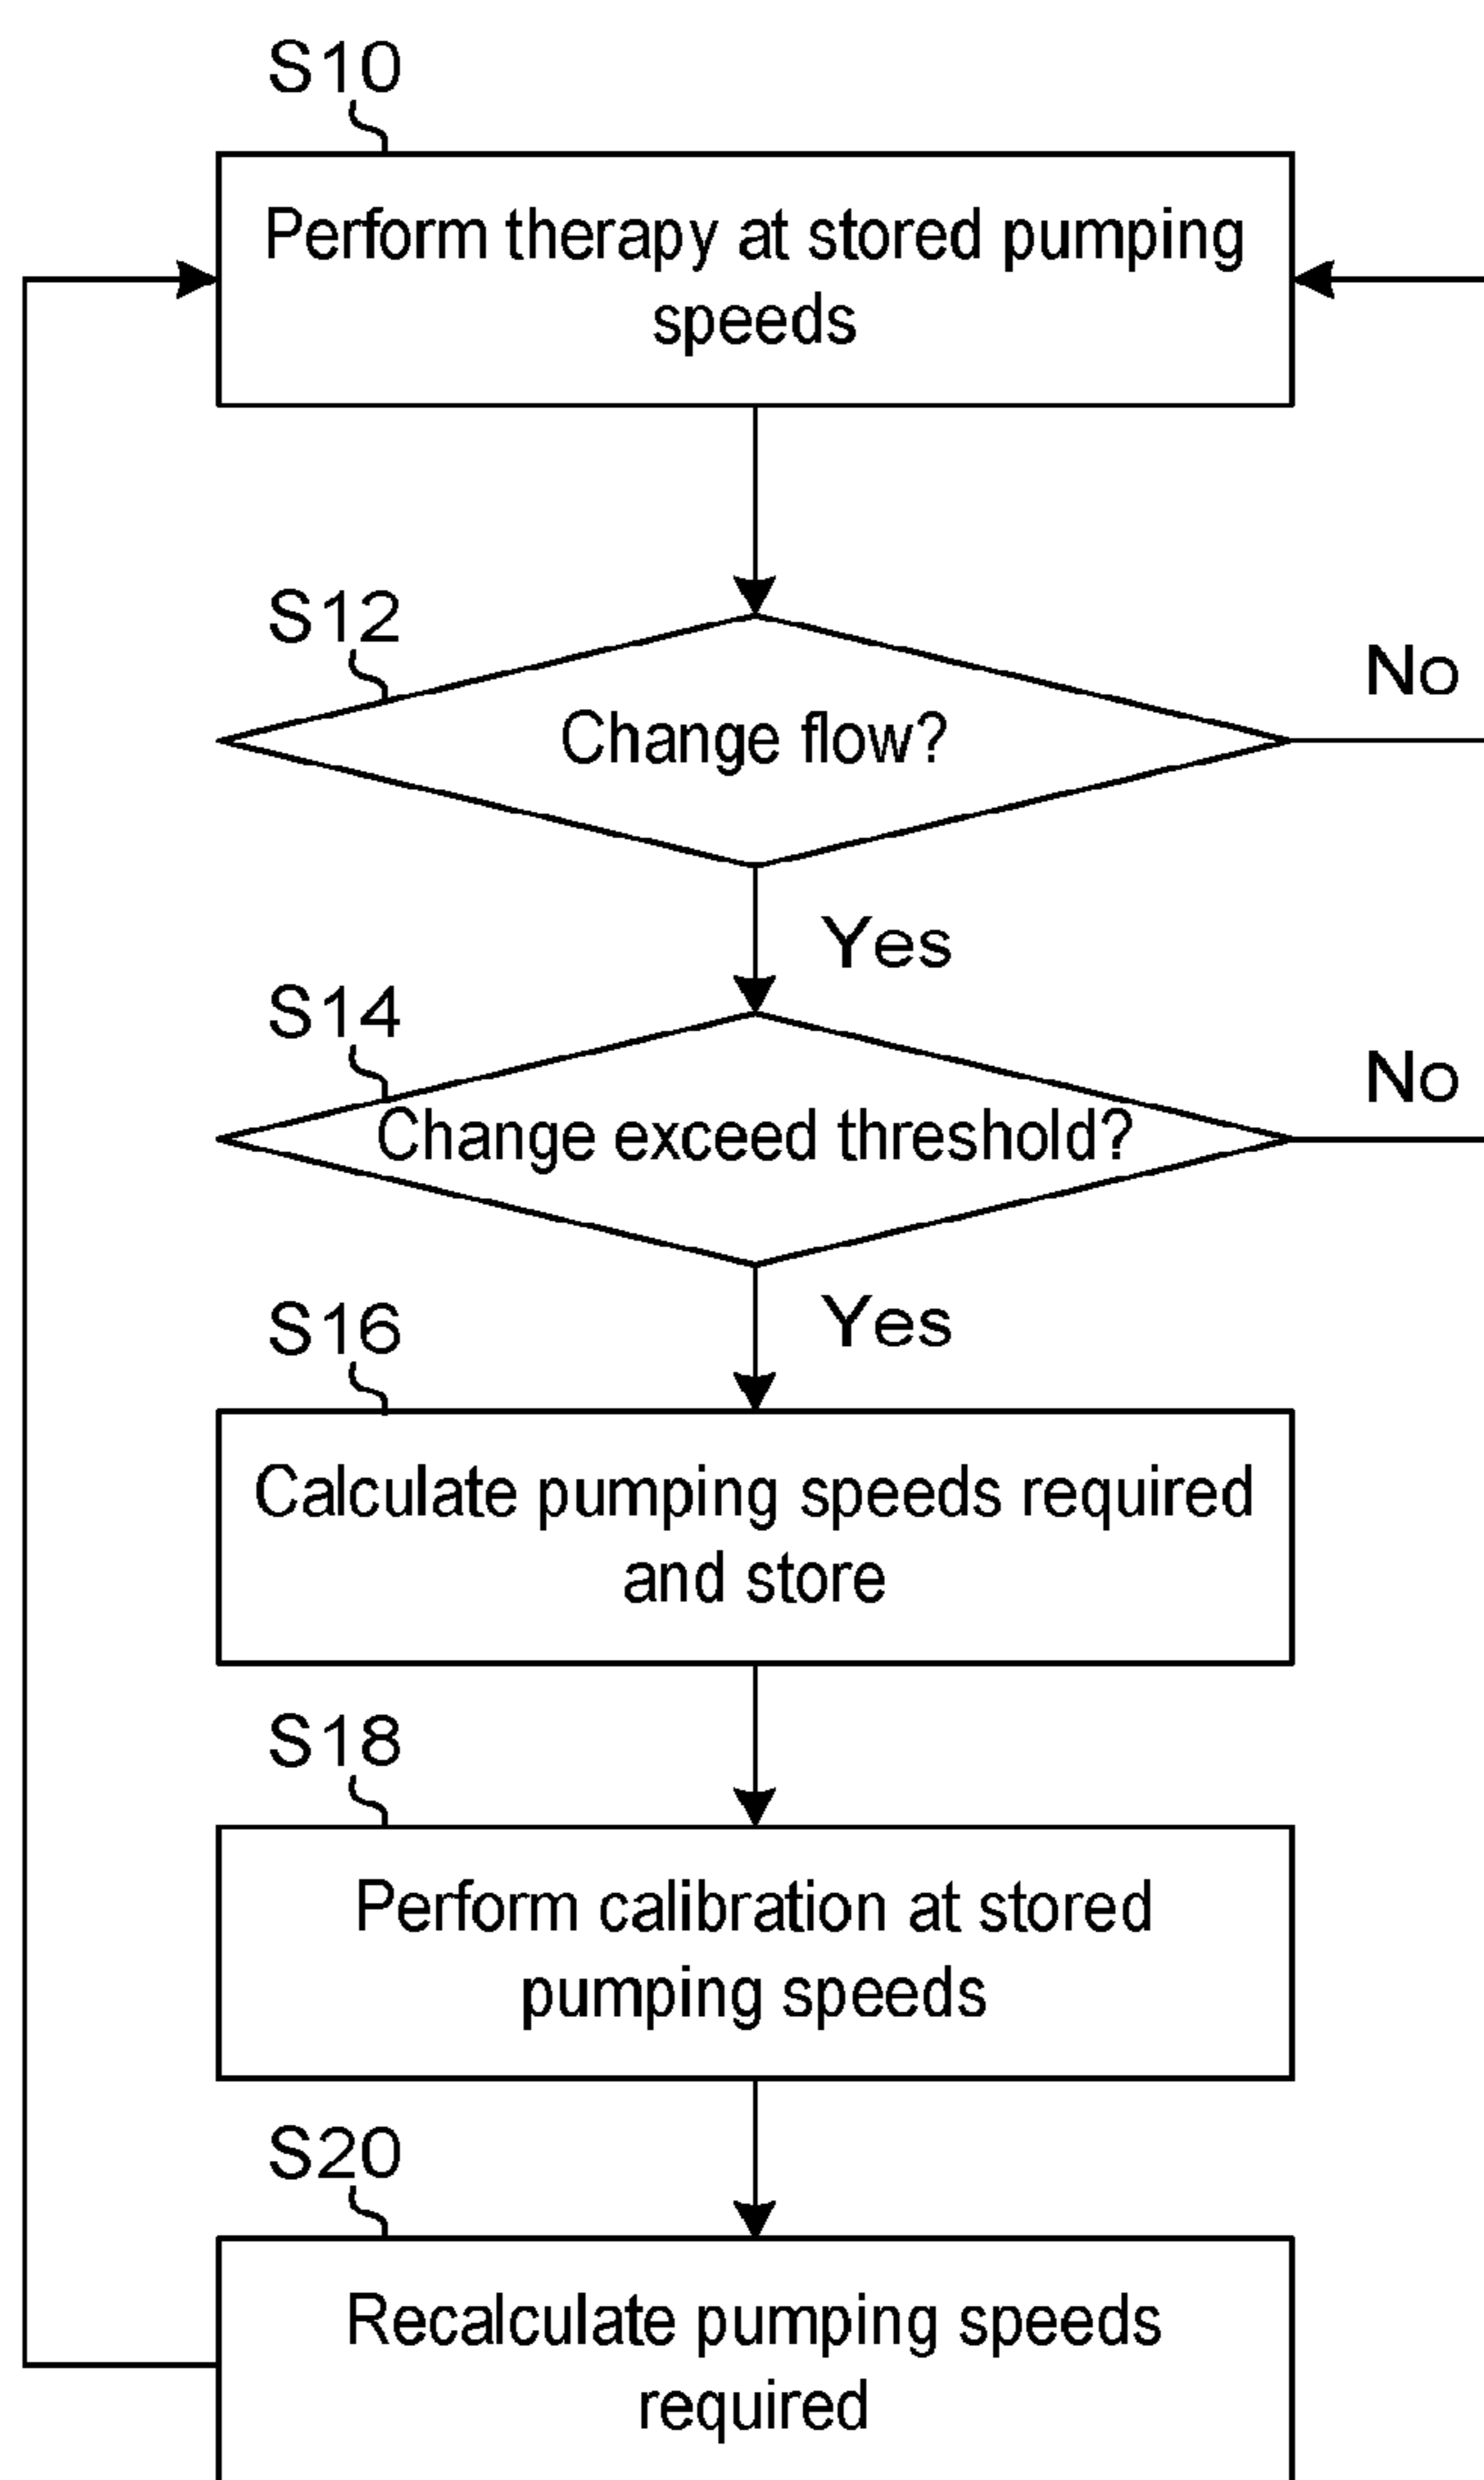 S10
Perform therapy at stored pumping
speeds
S12
Change flow?
No
Yes
S14
Change exceed threshold?
No
Yes
S16
Calculate pumping speeds required
and store
S18
Perform calibration at stored
pumping speeds
S20
Recalculate pumping speeds
required